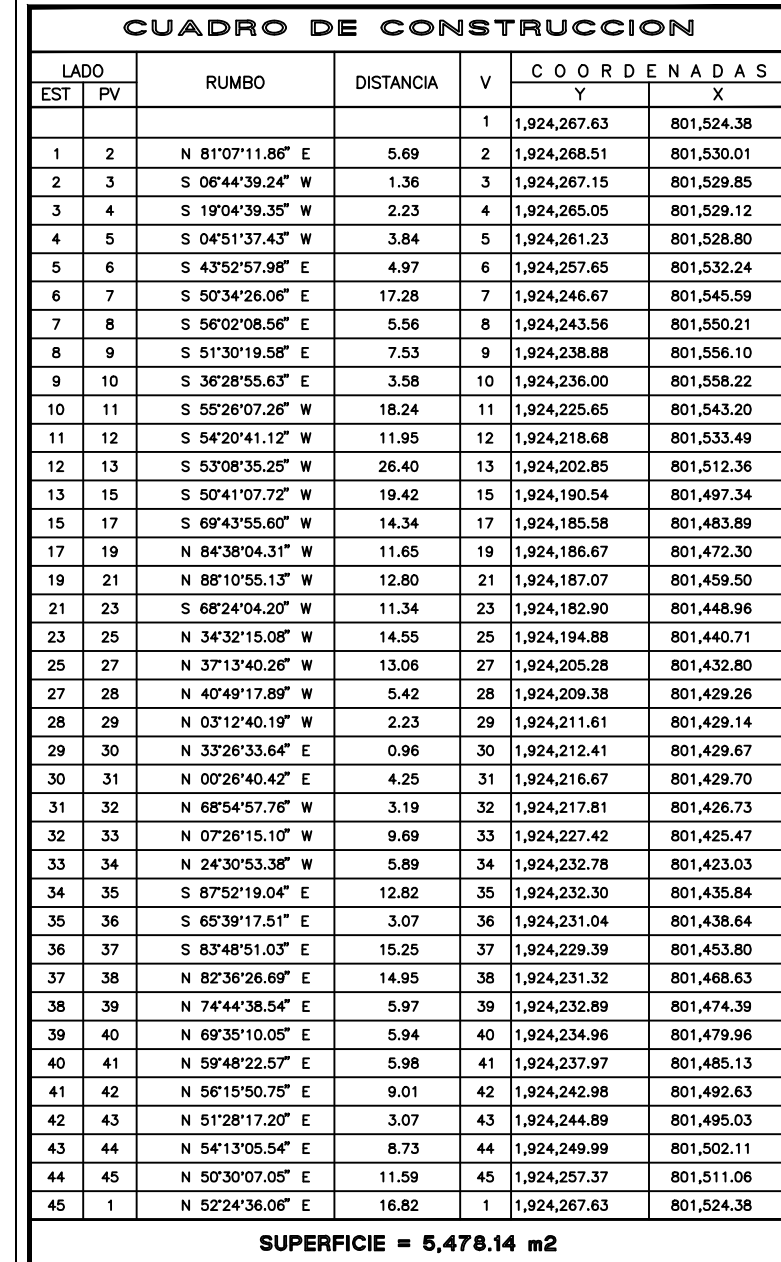 CUADRO DE CONSTRUCCION
LADO RUMBO DISTANCIA V COORDENADAS
EST PV Y X
1 1,924,267.63 801,524.38
1 2 N 81°07'11.86" E 5.69 2 1,924,268.51 801,530.01
2 3 S 06°44'39.24" W 1.36 3 1,924,267.15 801,529.85
3 4 S 19°04'39.35" W 2.23 4 1,924,265.05 801,529.12
4 5 S 04°51'37.43" W 3.84 5 1,924,261.23 801,528.80
5 6 S 43°52'57.98" E 4.97 6 1,924,257.65 801,532.24
6 7 S 50°34'26.06" E 17.28 7 1,924,246.67 801,545.59
7 8 S 56°02'08.56" E 5.56 8 1,924,243.56 801,550.21
8 9 S 51°30'19.58" E 7.53 9 1,924,238.88 801,556.10
9 10 S 36°28'55.63" E 3.58 10 1,924,236.00 801,558.22
10 11 S 55°26'07.26" W 18.24 11 1,924,225.65 801,543.20
11 12 S 54°20'41.12" W 11.95 12 1,924,218.68 801,533.49
12 13 S 53°08'35.25" W 26.40 13 1,924,202.85 801,512.36
13 15 S 50°41'07.72" W 19.42 15 1,924,190.54 801,497.34
15 17 S 69°43'55.60" W 14.34 17 1,924,185.58 801,483.89
17 19 N 84°38'04.31" W 11.65 19 1,924,186.67 801,472.30
19 21 N 88°10'55.13" W 12.80 21 1,924,187.07 801,459.50
21 23 S 68°24'04.20" W 11.34 23 1,924,182.90 801,448.96
23 25 N 34°32'15.08" W 14.55 25 1,924,194.88 801,440.71
25 27 N 37°13'40.26" W 13.06 27 1,924,205.28 801,432.80
27 28 N 40°49'17.89" W 5.42 28 1,924,209.38 801,429.26
28 29 N 03°12'40.19" W 2.23 29 1,924,211.61 801,429.14
29 30 N 33°26'33.64" E 0.96 30 1,924,212.41 801,429.67
30 31 N 00°26'40.42" E 4.25 31 1,924,216.67 801,429.70
31 32 N 68°54'57.76" W 3.19 32 1,924,217.81 801,426.73
32 33 N 07°26'15.10" W 9.69 33 1,924,227.42 801,425.47
33 34 N 24°30'53.38" W 5.89 34 1,924,232.78 801,423.03
34 35 S 87°52'19.04" E 12.82 35 1,924,232.30 801,435.84
35 36 S 65°39'17.51" E 3.07 36 1,924,231.04 801,438.64
36 37 S 83°48'51.03" E 15.25 37 1,924,229.39 801,453.80
37 38 N 82°36'26.69" E 14.95 38 1,924,231.32 801,468.63
38 39 N 74°44'38.54" E 5.97 39 1,924,232.89 801,474.39
39 40 N 69°35'10.05" E 5.94 40 1,924,234.96 801,479.96
40 41 N 59°48'22.57" E 5.98 41 1,924,237.97 801,485.13
41 42 N 56°15'50.75" E 9.01 42 1,924,242.98 801,492.63
42 43 N 51°28'17.20" E 3.07 43 1,924,244.89 801,495.03
43 44 N 54°13'05.54" E 8.73 44 1,924,249.99 801,502.11
44 45 N 50°30'07.05" E 11.59 45 1,924,257.37 801,511.06
45 1 N 52°24'36.06" E 16.82 1 1,924,267.63 801,524.38
SUPERFICIE = 5,478.14 m2